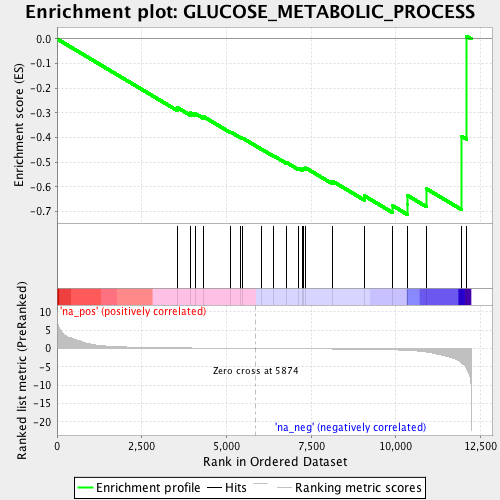 Enrichment plot: GLUCOSE_METABOLIC_PROCESS
Enrichment score (ES)
0.0
-0.1
-0.2
-0.3
-0.4
-0.5
-0.6
-0.7
'na_pos' (positively correlated)
Ranked list metric (PreRanked)
10
5
0
-5
-10
-15
-20
Zero cross at 5874
'na_neg' (negatively correlated)
0
2,500
5,000
7,500
10,000
12,500
Rank in Ordered Dataset
Enrichment profile
Hits
Ranking metric scores